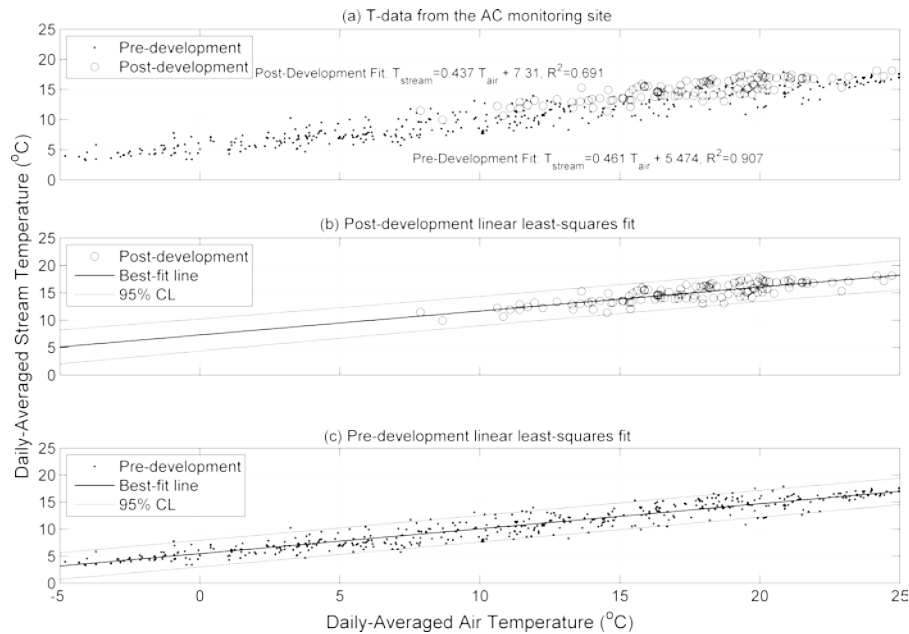 (a) T-data from the AC monitoring site
25
20
15
10
5
0
Pre-development
Post-development
Post-Development Fit: T_stream=0.437 T_air + 7.31, R²=0.691
Pre-Development Fit: T_stream=0 461 T_air + 5 474, R²=0 907
Daily-Averaged Stream Temperature (°C)
(b) Post-development linear least-squares fit
25
20
15
10
5
0
Post-development
Best-fit line
95% CL
(c) Pre-development linear least-squares fit
25
20
15
10
5
0
Pre-development
Best-fit line
95% CL
-5 0 5 10 15 20 25
Daily-Averaged Air Temperature (°C)